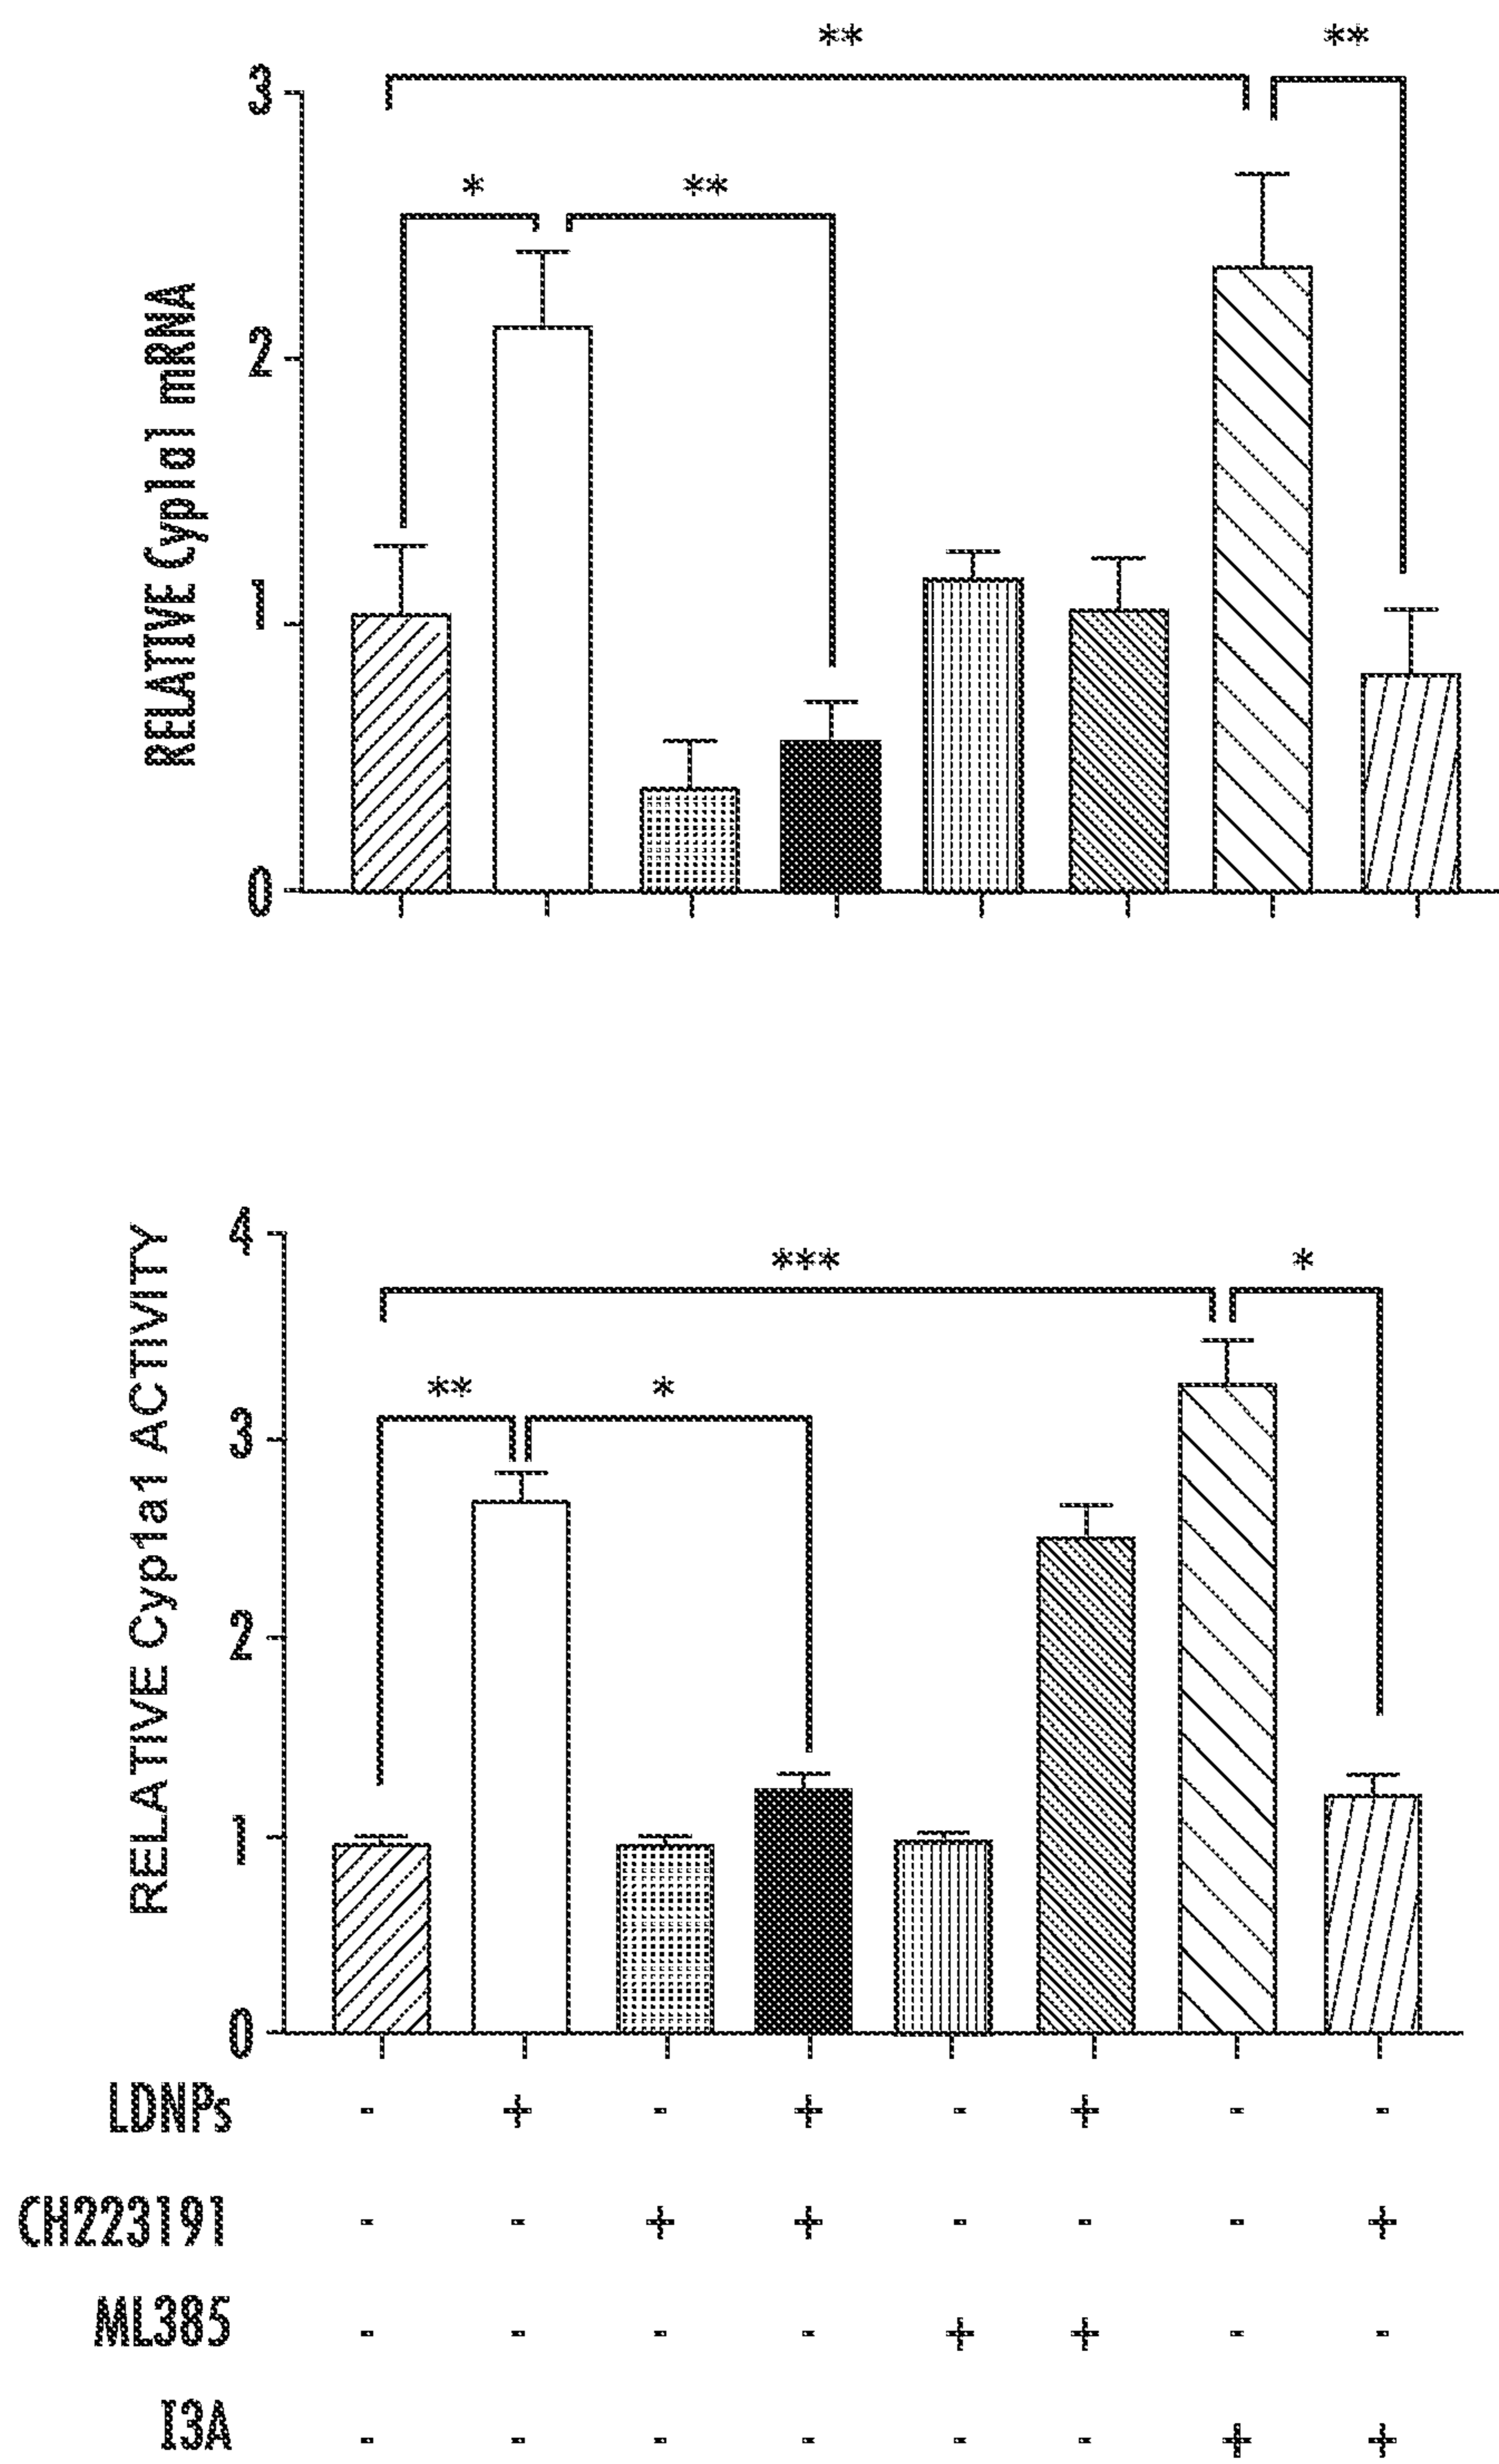 ** **
3
* **
2
1
0
RELATIVE Cyp1a1 mRNA
4
*** *
** *
3
2
1
0
RELATIVE Cyp1a1 ACTIVITY
LDNPs - + - + - + - -
CH223191 - - + + - - - +
ML385 - - - - + + - -
I3A - - - - - - + +